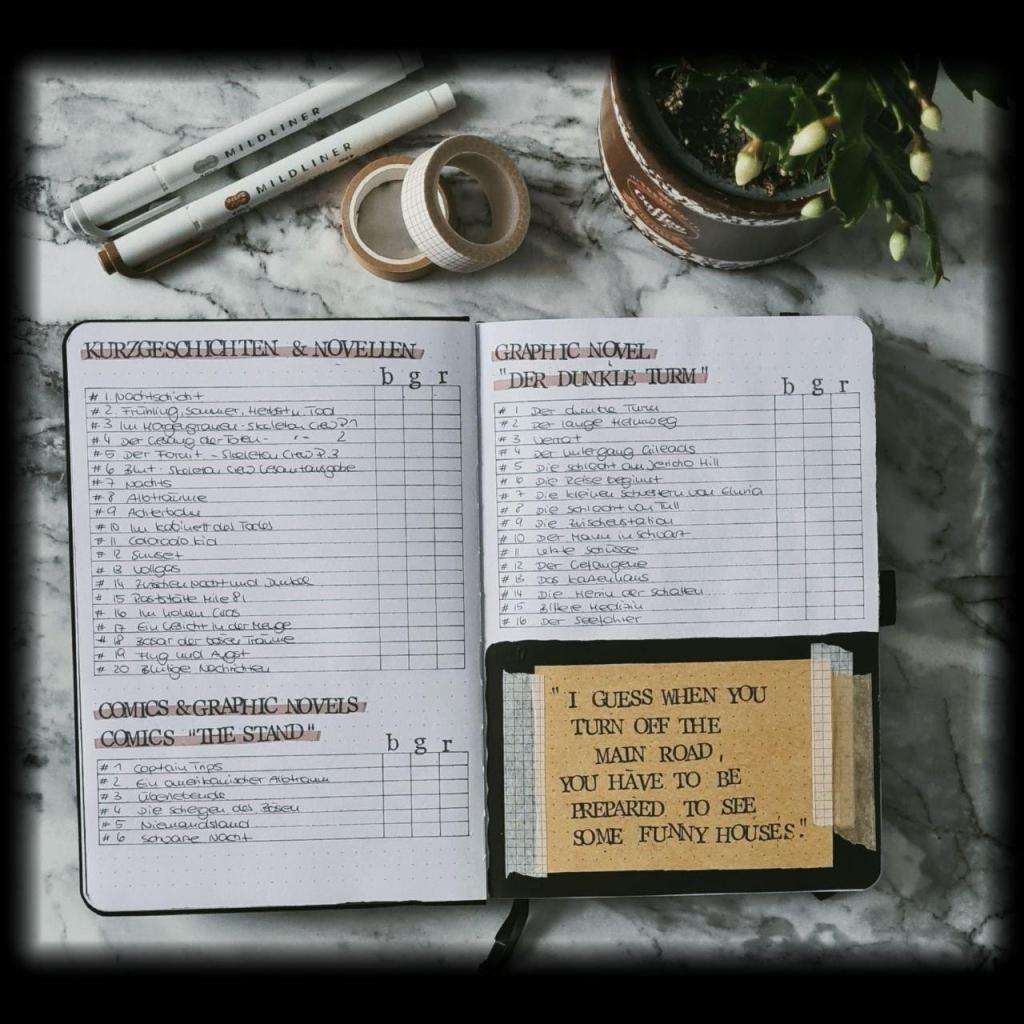 MILDLINER
MILDLINER
KURZGESCHICHTEN & NOVELLEN
b g r
# 1 Nachtschicht
# 2 Frühling, Sommer, Herbst u. Tod
# 3 Im Morgengrauen - Skeleton Crew P.1
# 4 Der Gesang der Toten - " - 2
# 5 Der Fornit - Skeleton Crew P.3
# 6 Blut - Skeleton Crew Gesamtausgabe
# 7 Nachts
# 8 Albträume
# 9 Achterbahn
# 10 Im Kabinett des Todes
# 11 Colorado Kid
# 12 Sunset
# 13 Vollgas
# 14 Zwischen Nacht und Dunkel
# 15 Raststätte Mile 81
# 16 Im hohen Gras
# 17 Ein Gesicht in der Menge
# 18 Basar der bösen Träume
# 19 Flug und Angst
# 20 Blutige Nachrichten
COMICS & GRAPHIC NOVELS
COMICS "THE STAND"
b g r
# 1 Captain Trips
# 2 Ein amerikanischer Albtraum
# 3 Überlebende
# 4 Die schergen des Bösen
# 5 Niemandsland
# 6 Schwarze Nacht
GRAPHIC NOVEL
"DER DUNKLE TURM"
b g r
# 1 Der dunkle Turm
# 2 Der lange Heimweg
# 3 Verrat
# 4 Der Untergang Gileads
# 5 Die Schlacht am Jericho Hill
# 6 Die Reise beginnt
# 7 Die kleinen Schwestern von Eluria
# 8 Die Schlacht von Tull
# 9 Die Zwischenstation
# 10 Der Mann in schwarz
# 11 Letzte Schüsse
# 12 Der Gefangene
# 13 Das Kartenhaus
# 14 Die Herrin der Schatten
# 15 Bittere Medizin
# 16 Der Seefahrer
"I GUESS WHEN YOU
TURN OFF THE
MAIN ROAD,
YOU HAVE TO BE
PREPARED TO SEE
SOME FUNNY HOUSES."